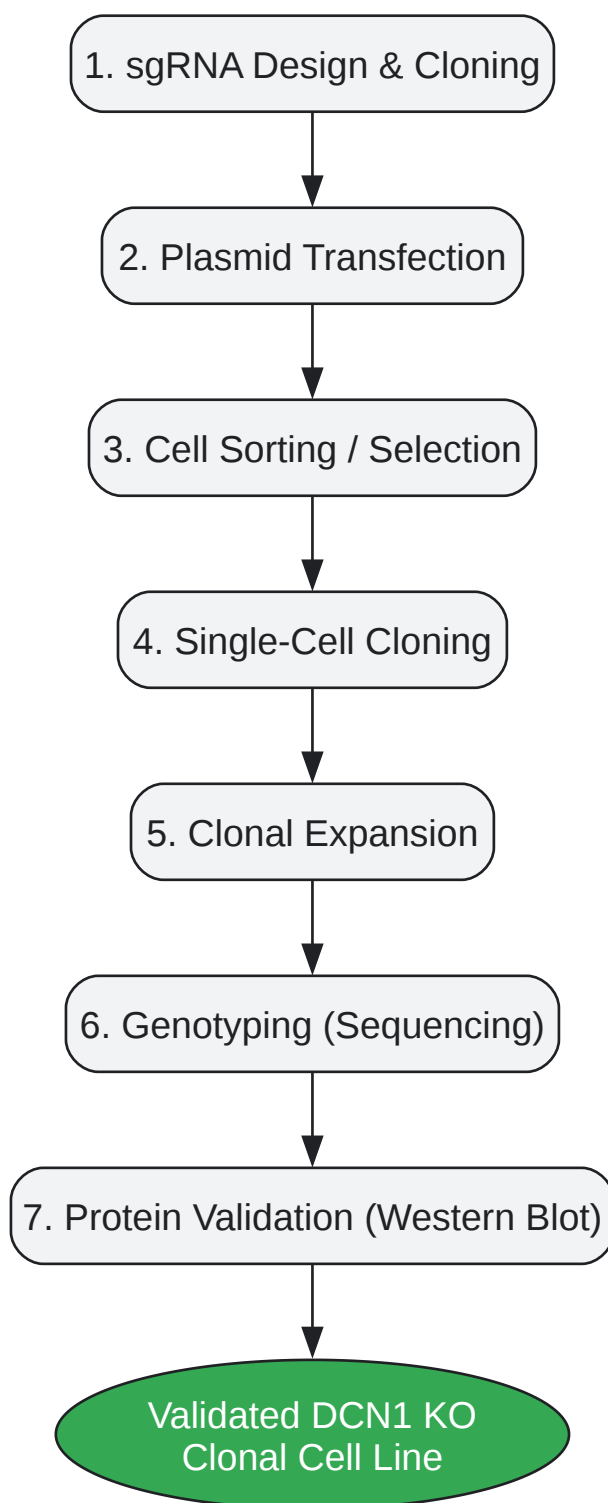 1. sgRNA Design & Cloning
2. Plasmid Transfection
3. Cell Sorting / Selection
4. Single-Cell Cloning
5. Clonal Expansion
6. Genotyping (Sequencing)
7. Protein Validation (Western Blot)
Validated DCN1 KO
Clonal Cell Line